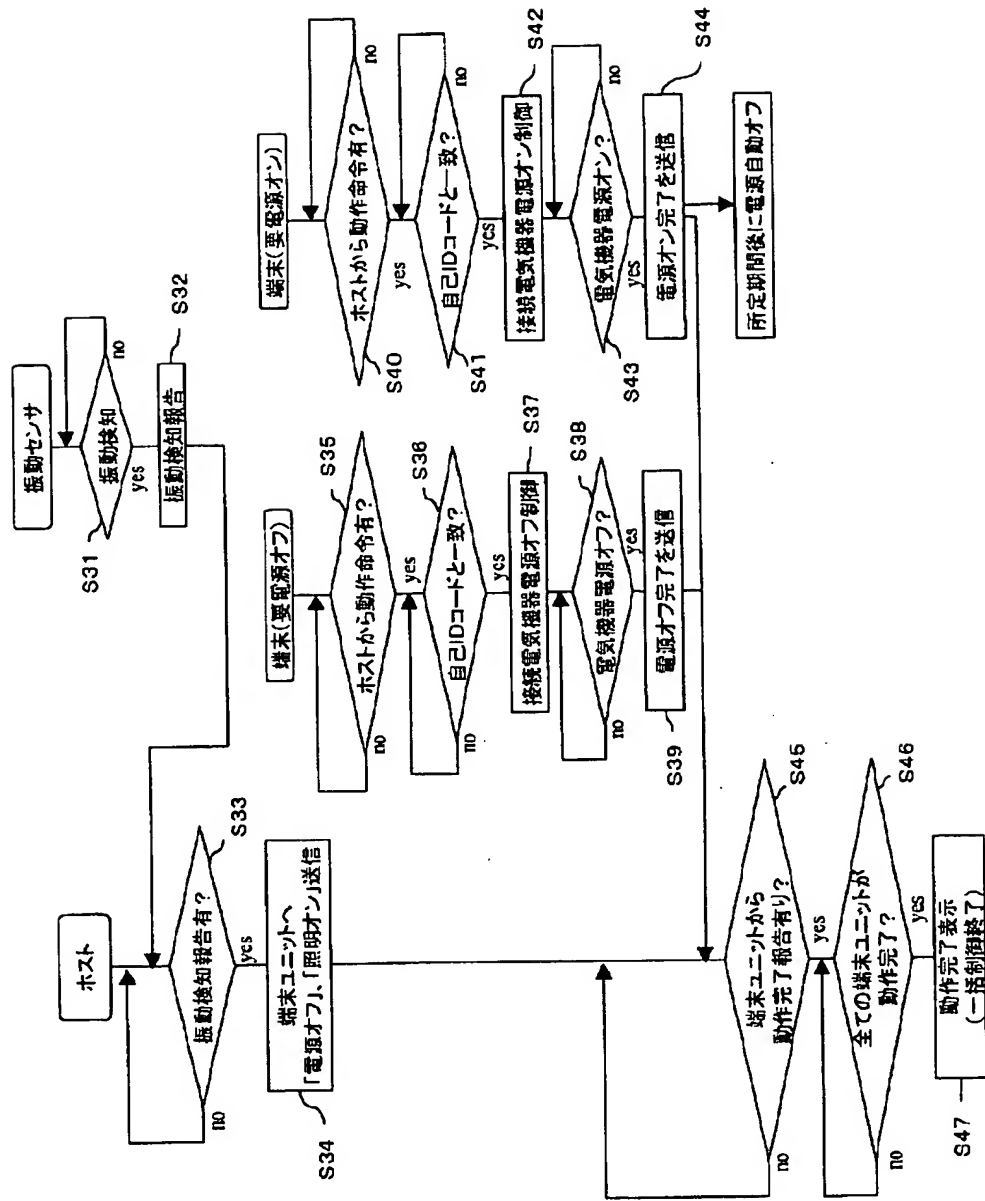 ホスト
振動検知報告有?
S33
no
yes
端末ユニットへ
「電源オフ」、「照明オン」送信
S34
端末ユニットから
動作完了報告有り?
S45
no
yes
全ての端末ユニットが
動作完了?
S46
no
yes
動作完了表示
(一括制御終了)
S47
振動センサ
振動検知
S31
no
yes
振動検知報告
S32
端末(要電源オフ)
ホストから動作命令有?
S35
no
yes
自己IDコードと一致?
S36
no
yes
接続電気機器電源オフ制御
S37
電気機器電源オフ?
S38
no
yes
電源オフ完了を送信
S39
端末(要電源オン)
ホストから動作命令有?
S40
no
yes
自己IDコードと一致?
S41
no
yes
接続電気機器電源オン制御
S42
電気機器電源オン?
S43
no
yes
電源オン完了を送信
S44
所定期間後に電源自動オフ